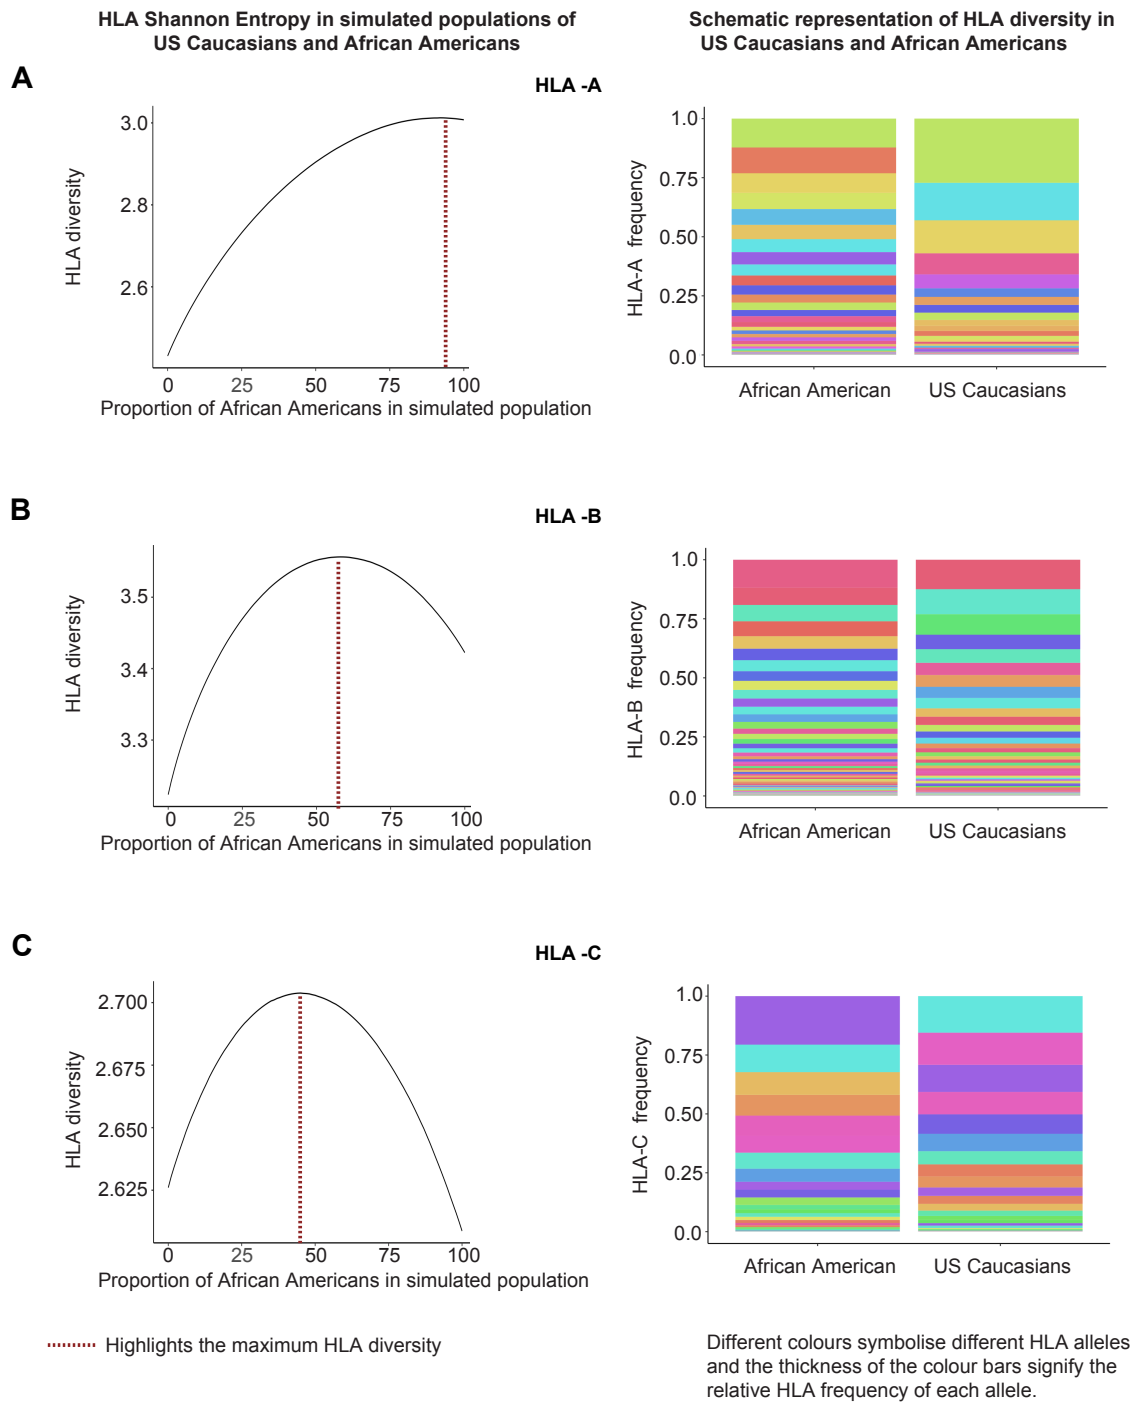 HLA Shannon Entropy in simulated populations of
US Caucasians and African Americans
Schematic representation of HLA diversity in
US Caucasians and African Americans
A
HLA -A
HLA diversity
3.0
2.8
2.6
0
25
50
75
100
Proportion of African Americans in simulated population
HLA-A frequency
1.0
0.75
0.50
0.25
0.0
African American
US Caucasians
B
HLA -B
HLA diversity
3.5
3.4
3.3
0
25
50
75
100
Proportion of African Americans in simulated population
HLA-B frequency
1.0
0.75
0.50
0.25
0.0
African American
US Caucasians
C
HLA -C
HLA diversity
2.700
2.675
2.650
2.625
0
25
50
75
100
Proportion of African Americans in simulated population
HLA-C frequency
1.0
0.75
0.50
0.25
0.0
African American
US Caucasians
Highlights the maximum HLA diversity
Different colours symbolise different HLA alleles
and the thickness of the colour bars signify the
relative HLA frequency of each allele.